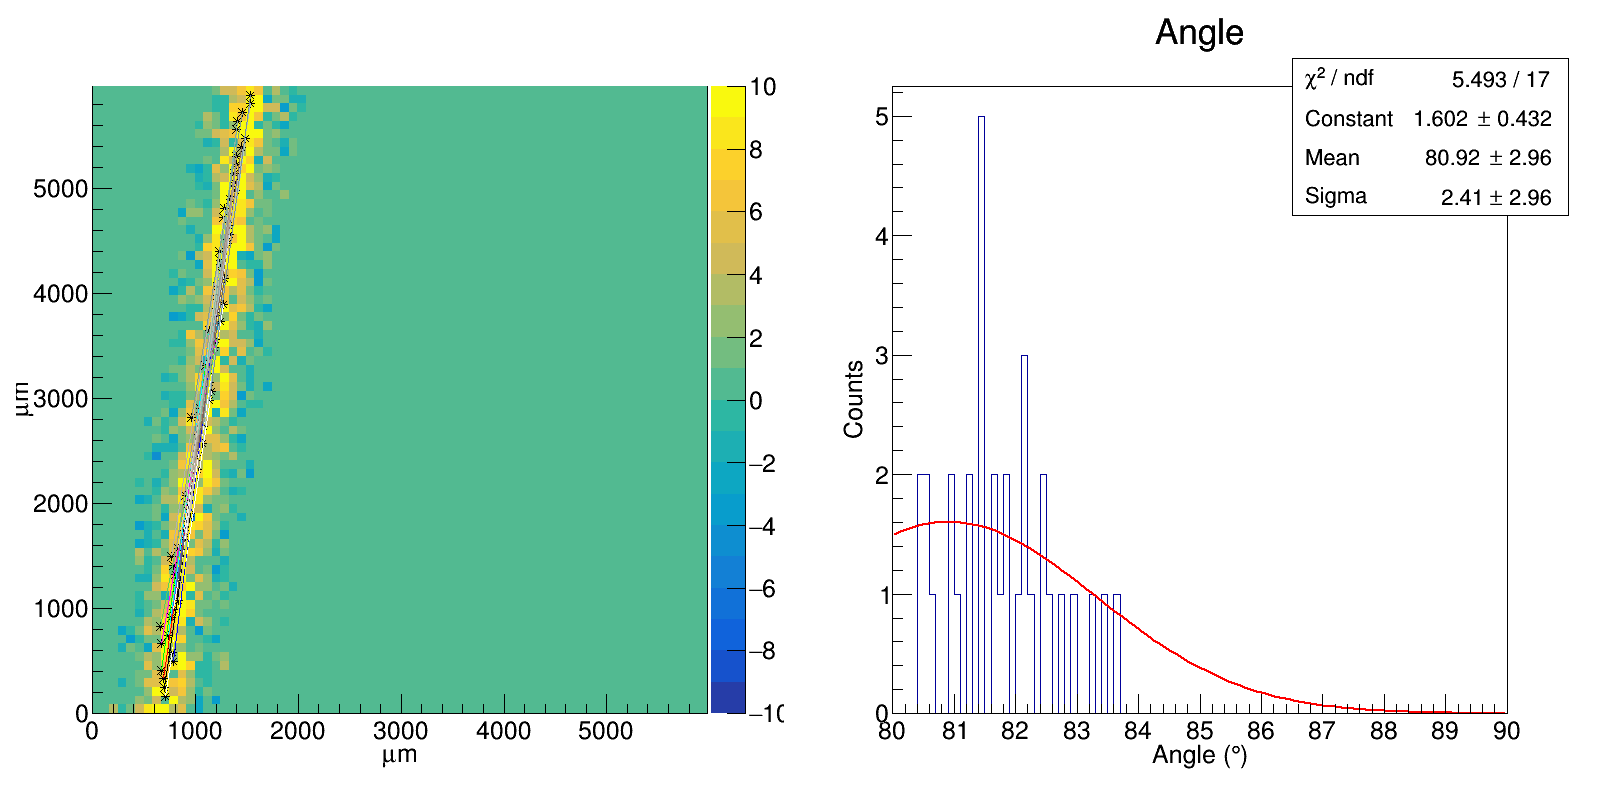 Angle
χ² / ndf 5.493 / 17
Constant 1.602 ± 0.432
Mean 80.92 ± 2.96
Sigma 2.41 ± 2.96
10
8
6
4
2
0
−2
−4
−6
−8
−10
5000
4000
3000
2000
1000
0
μm
0 1000 2000 3000 4000 5000
μm
5
4
3
2
1
0
Counts
80 81 82 83 84 85 86 87 88 89 90
Angle (°)